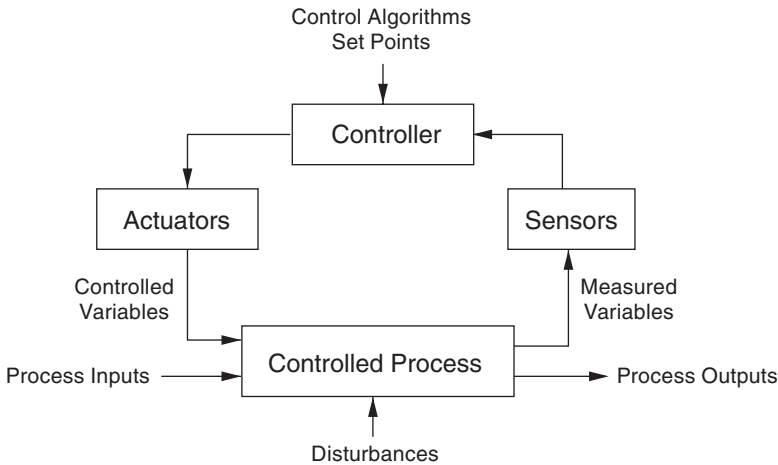 Control Algorithms
Set Points
Controller
Actuators
Sensors
Controlled
Variables
Measured
Variables
Controlled Process
Process Inputs
Process Outputs
Disturbances